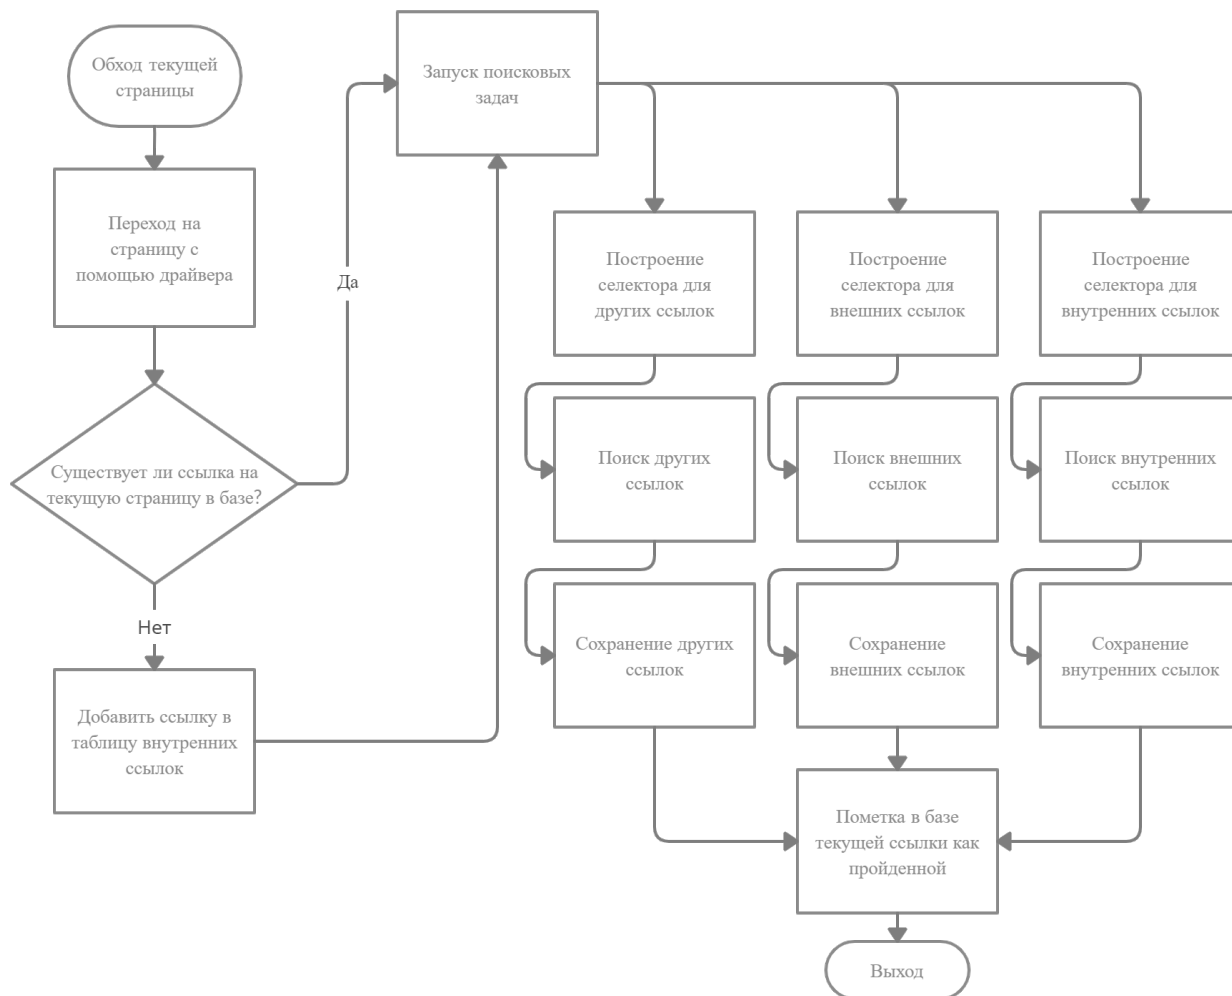 Обход текущей
страницы
Переход на
страницу с
помощью драйвера
Существует ли ссылка на
текущую страницу в базе?
Да
Нет
Добавить ссылку в
таблицу внутренних
ссылок
Запуск поисковых
задач
Построение
селектора для
других ссылок
Построение
селектора для
внешних ссылок
Построение
селектора для
внутренних ссылок
Поиск других
ссылок
Поиск внешних
ссылок
Поиск внутренних
ссылок
Сохранение других
ссылок
Сохранение
внешних ссылок
Сохранение
внутренних ссылок
Пометка в базе
текущей ссылки как
пройденной
Выход